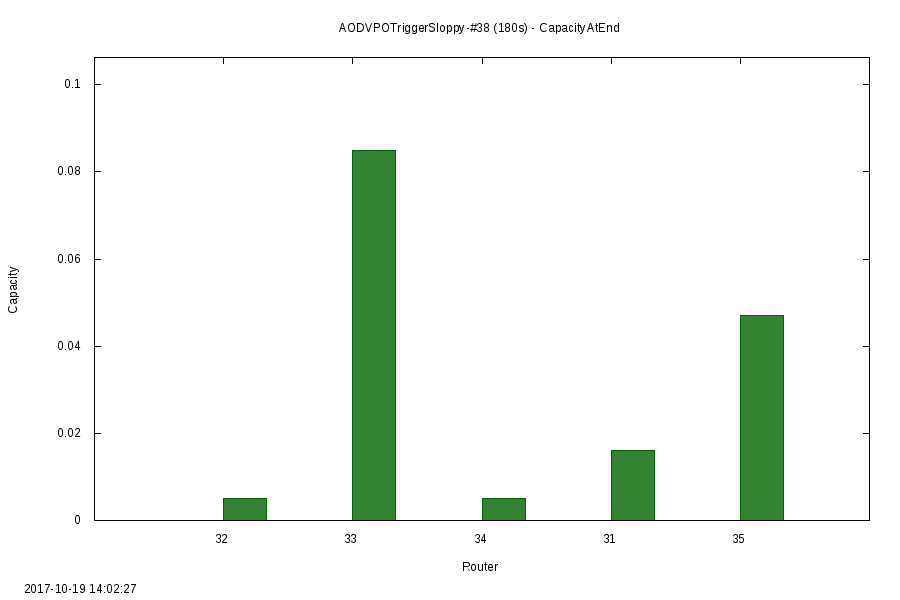 AODVPOTriggerSloppy-#38 (180s) - CapacityAtEnd
0.1
0.08
0.06
0.04
0.02
0
Capacity
32 33 34 31 35
Router
2017-10-19 14:02:27